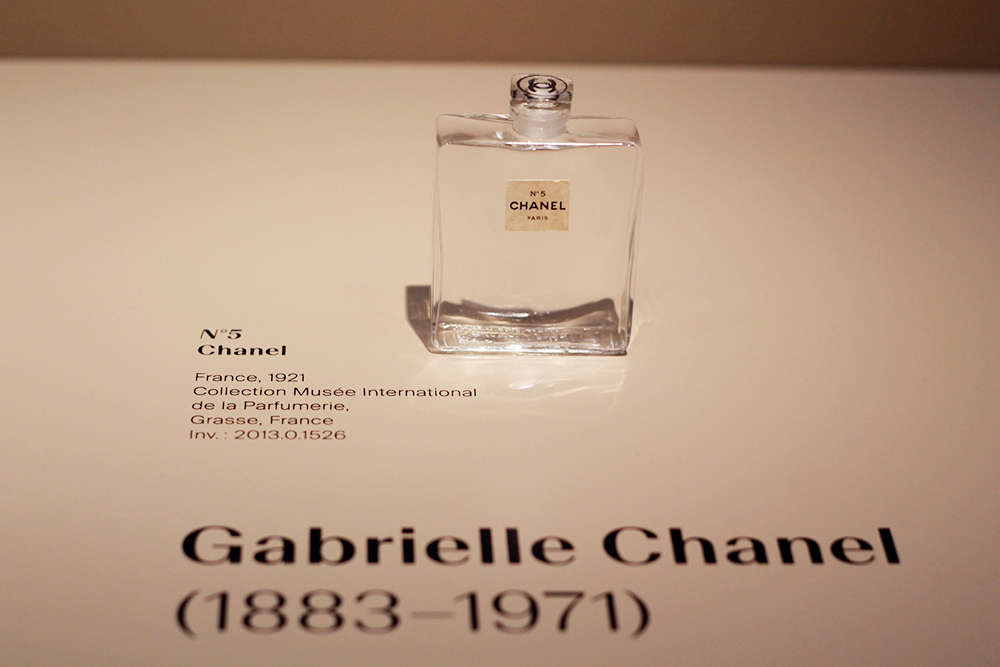 N°5
CHANEL
PARIS
N°5
Chanel
France, 1921
Collection Musée International
de la Parfumerie,
Grasse, France
Inv. : 2013.0.1526
Gabrielle Chanel
(1883–1971)